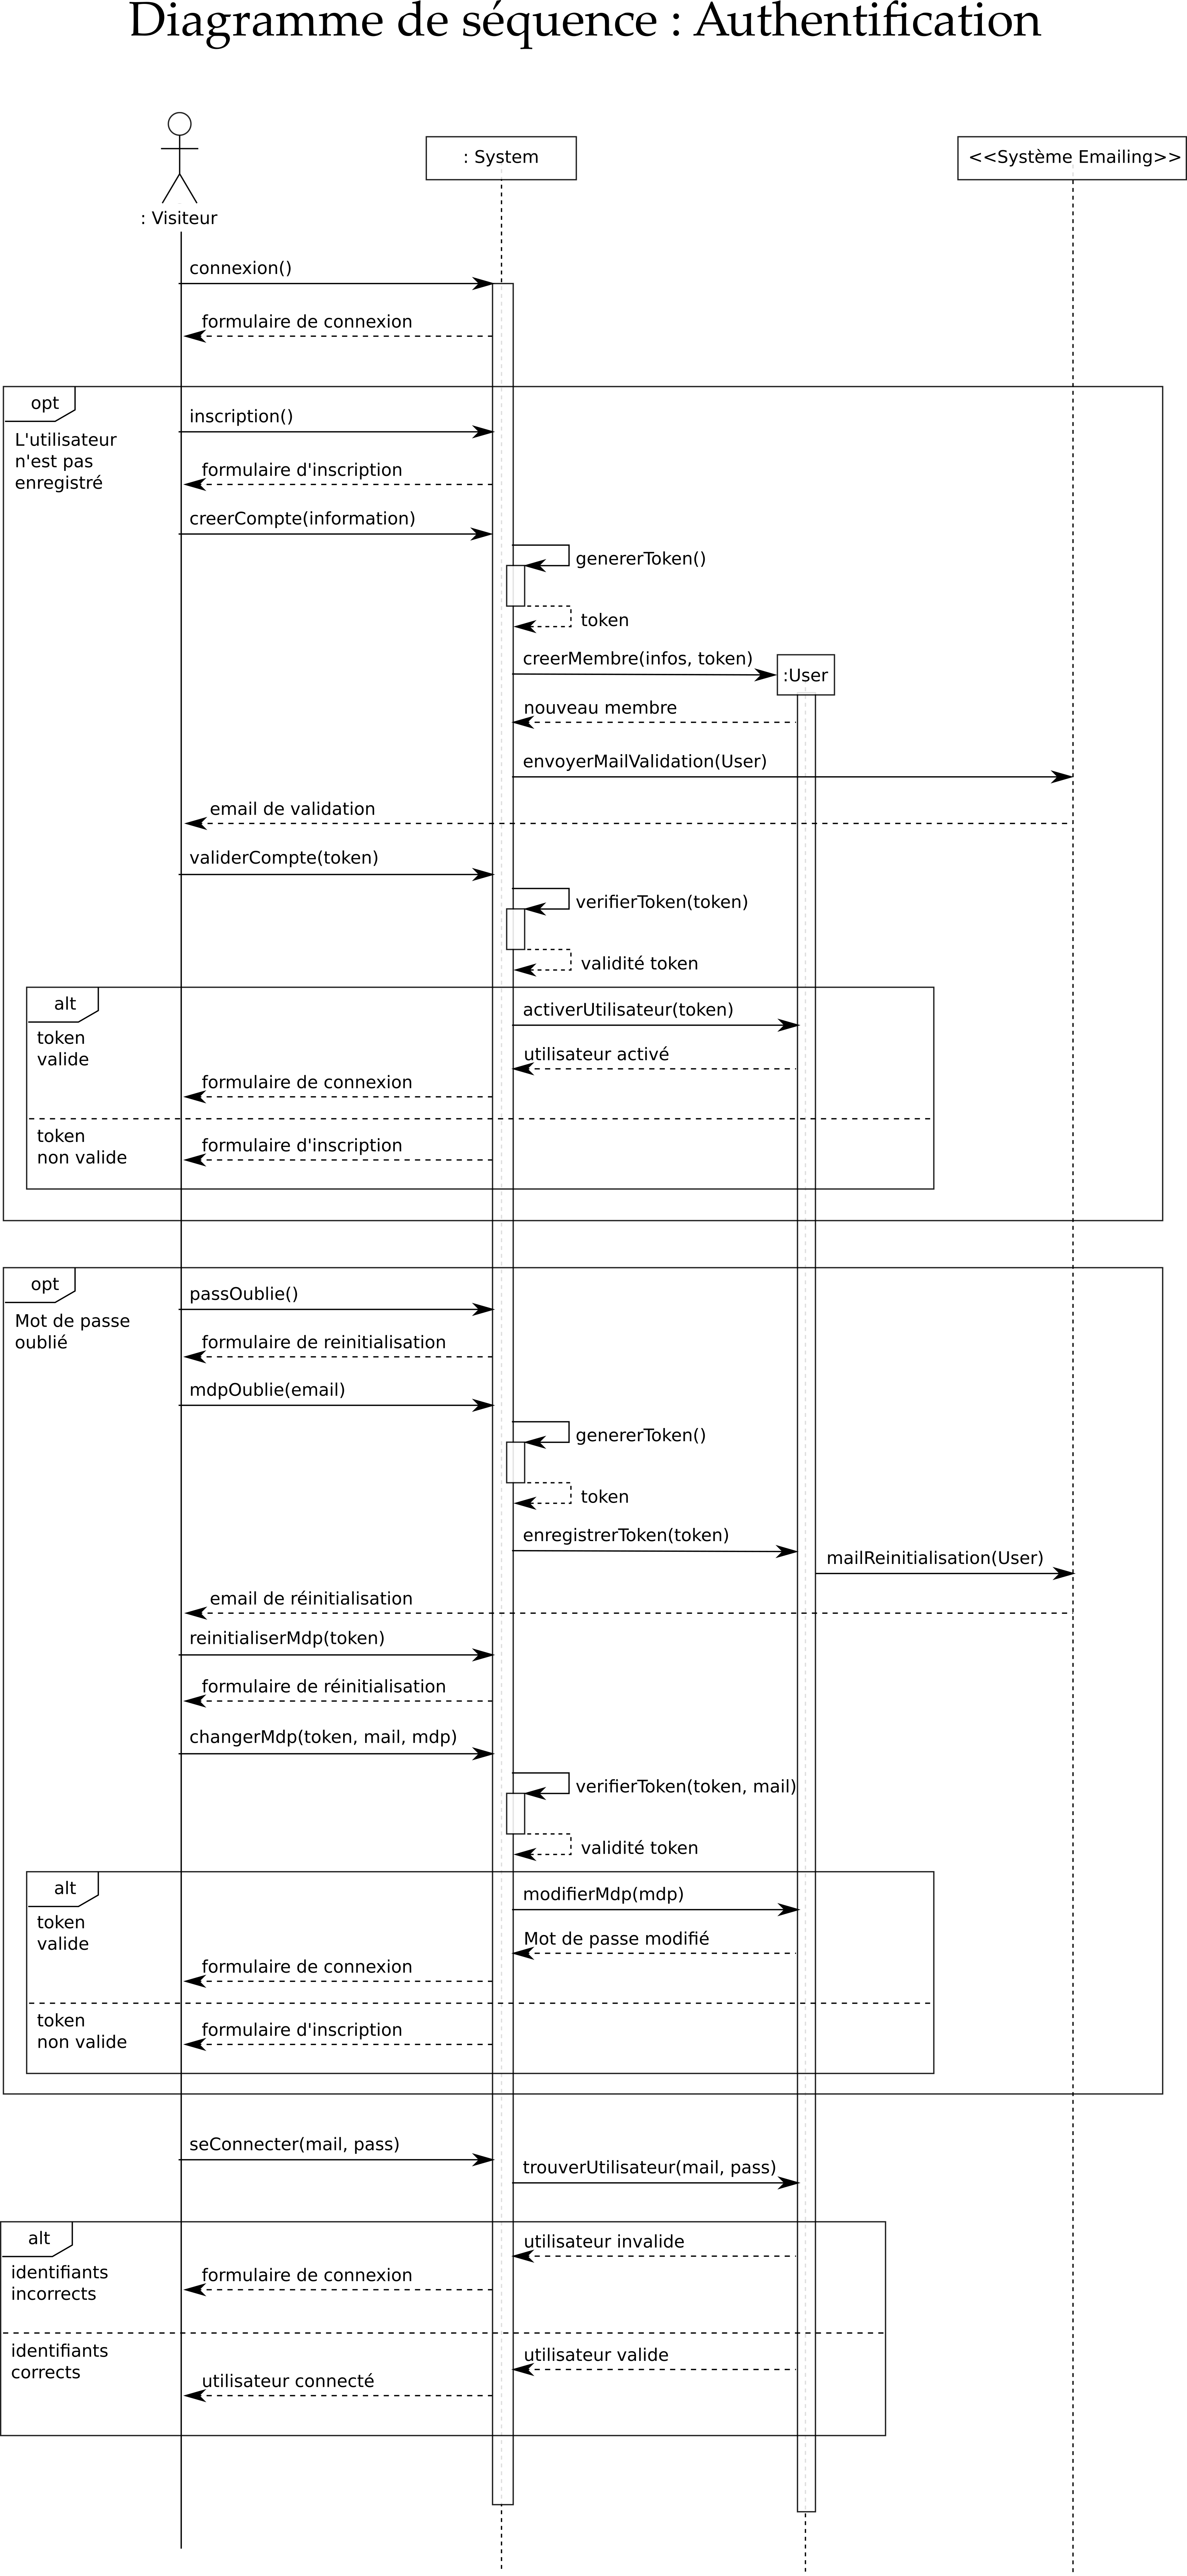 Diagramme de séquence : Authentification
: System
<<Système Emailing>>
: Visiteur
connexion()
formulaire de connexion
opt
inscription()
L'utilisateur
n'est pas
enregistré
formulaire d'inscription
creerCompte(information)
genererToken()
token
creerMembre(infos, token)
:User
nouveau membre
envoyerMailValidation(User)
email de validation
validerCompte(token)
verifierToken(token)
validité token
alt
activerUtilisateur(token)
token
valide
utilisateur activé
formulaire de connexion
token
non valide
formulaire d'inscription
opt
passOublie()
Mot de passe
oublié
formulaire de reinitialisation
mdpOublie(email)
genererToken()
token
enregistrerToken(token)
mailReinitialisation(User)
email de réinitialisation
reinitialiserMdp(token)
formulaire de réinitialisation
changerMdp(token, mail, mdp)
verifierToken(token, mail)
validité token
alt
modifierMdp(mdp)
token
valide
Mot de passe modifié
formulaire de connexion
token
non valide
formulaire d'inscription
seConnecter(mail, pass)
trouverUtilisateur(mail, pass)
alt
utilisateur invalide
identifiants
incorrects
formulaire de connexion
identifiants
corrects
utilisateur valide
utilisateur connecté